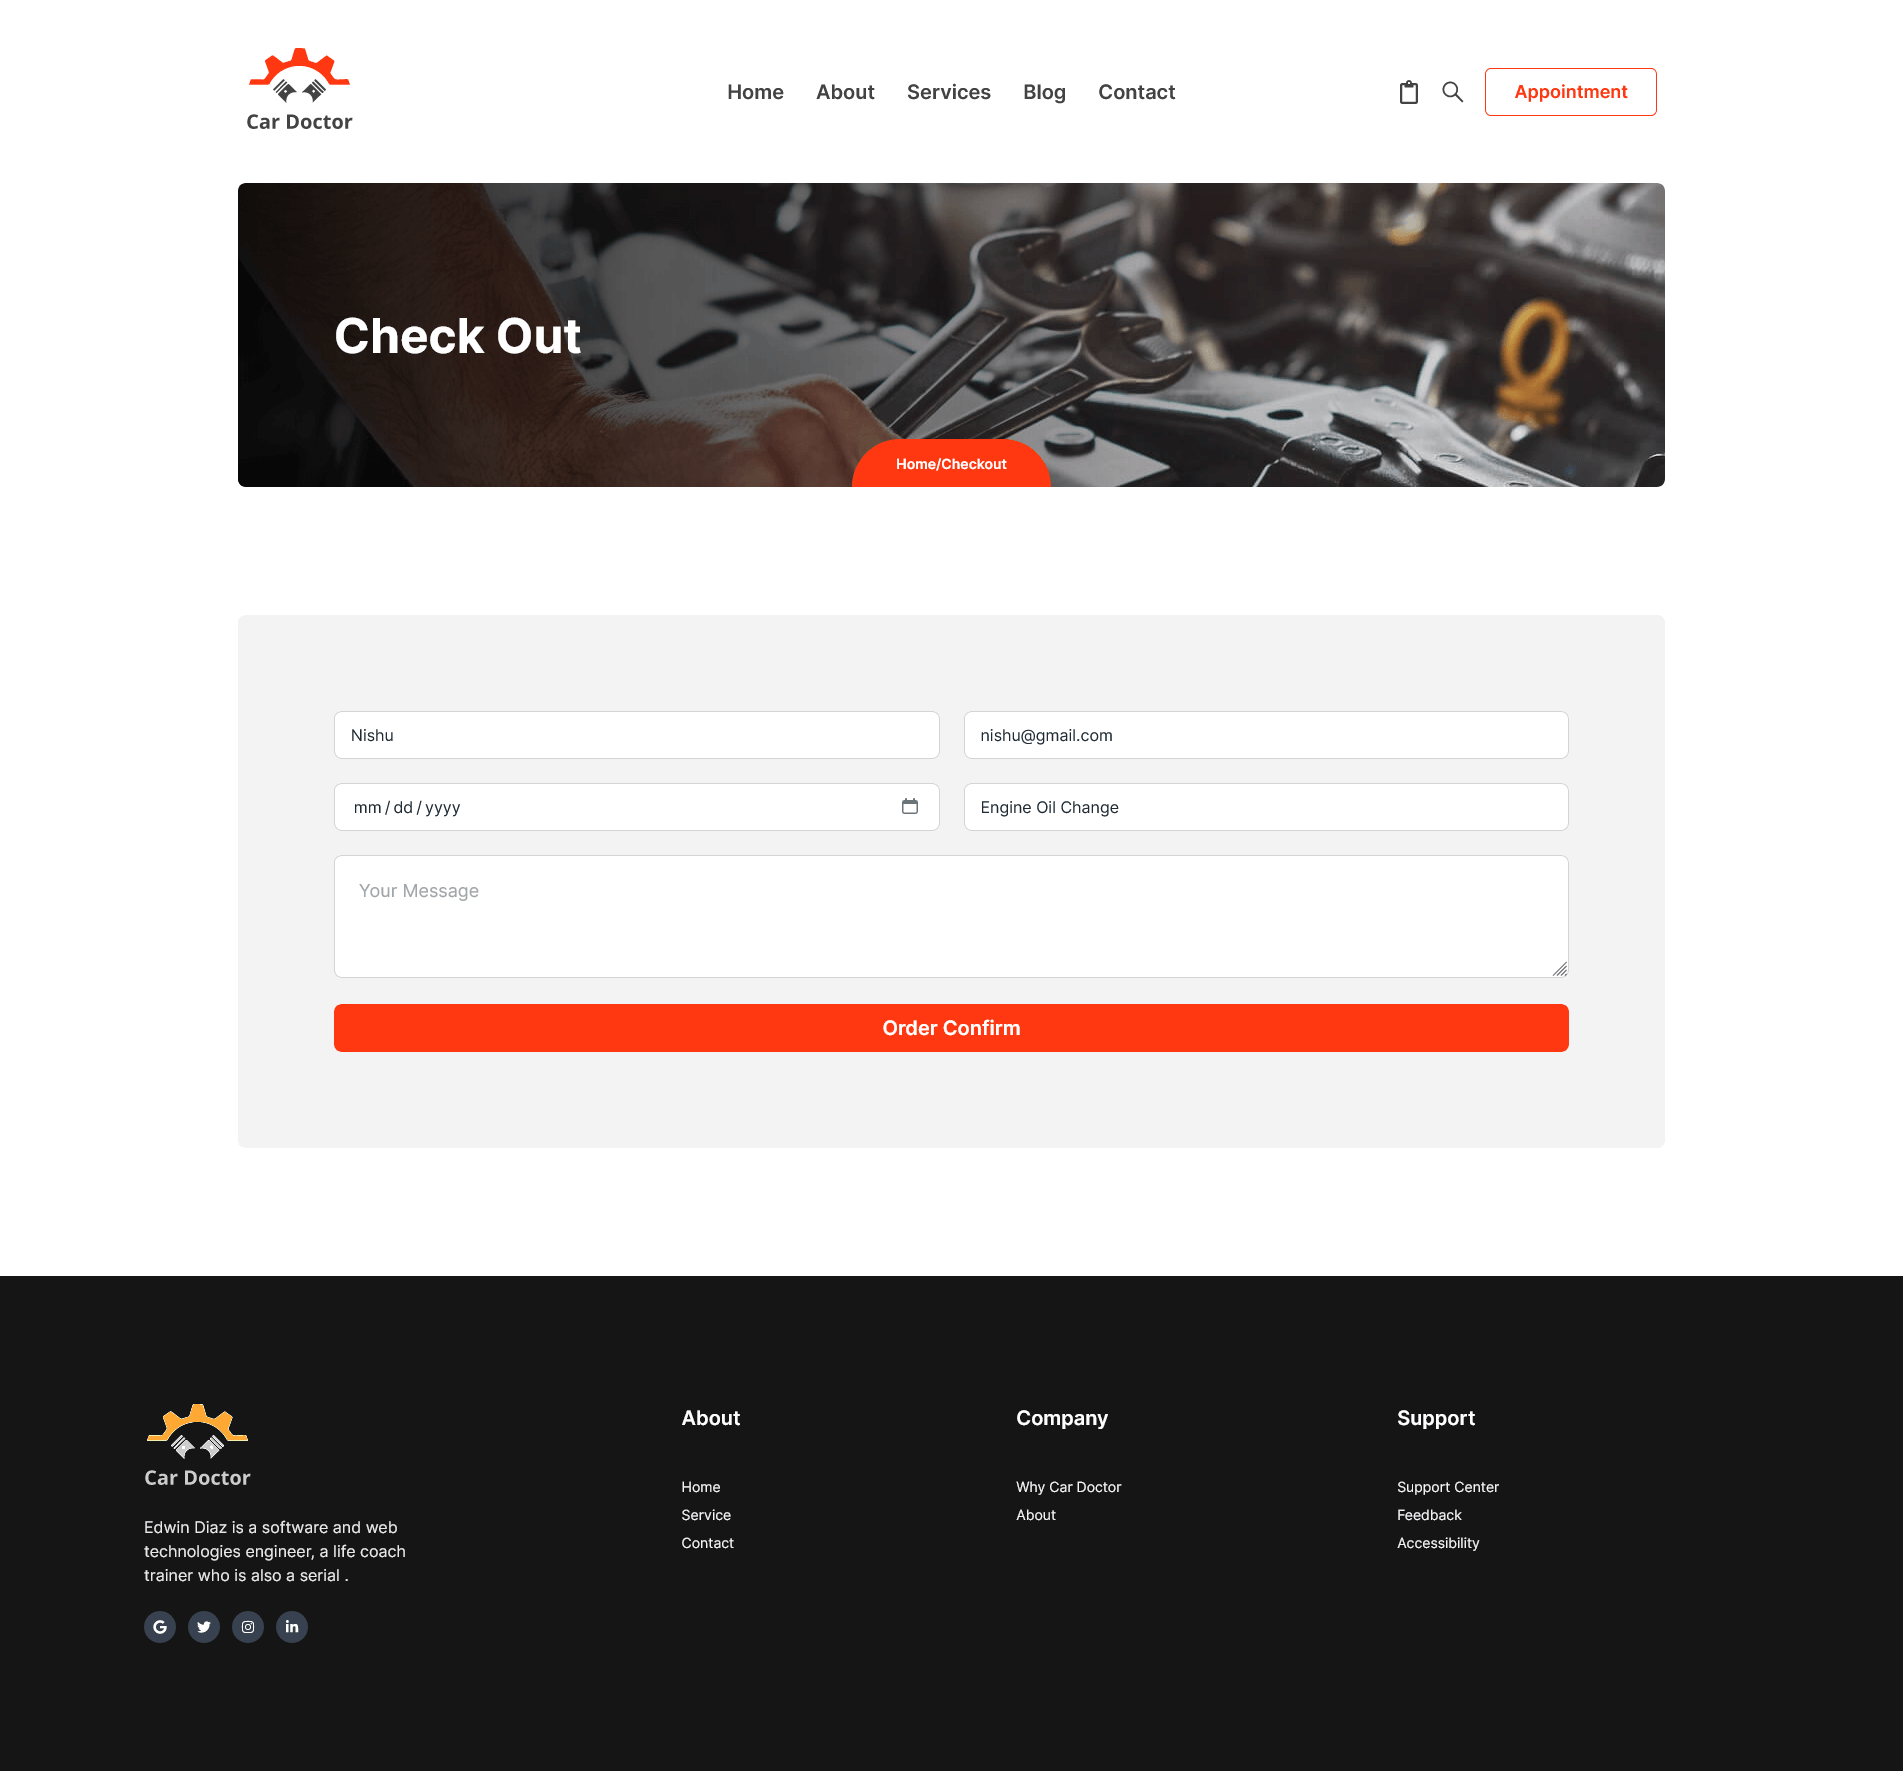 Car Doctor
Home About Services Blog Contact
Appointment
Check Out
Home/Checkout
Nishu
nishu@gmail.com
mm / dd / yyyy
Engine Oil Change
Your Message
Order Confirm
Car Doctor
Edwin Diaz is a software and web
technologies engineer, a life coach
trainer who is also a serial .
About
Home
Service
Contact
Company
Why Car Doctor
About
Support
Support Center
Feedback
Accessibility